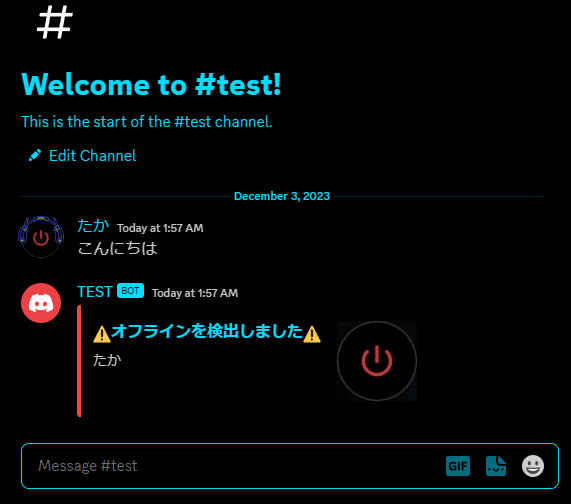 #
Welcome to #test!
This is the start of the #test channel.
Edit Channel
December 3, 2023
たか Today at 1:57 AM
こんにちは
TEST BOT Today at 1:57 AM
⚠️オフラインを検出しました⚠️
たか
Message #test
GIF